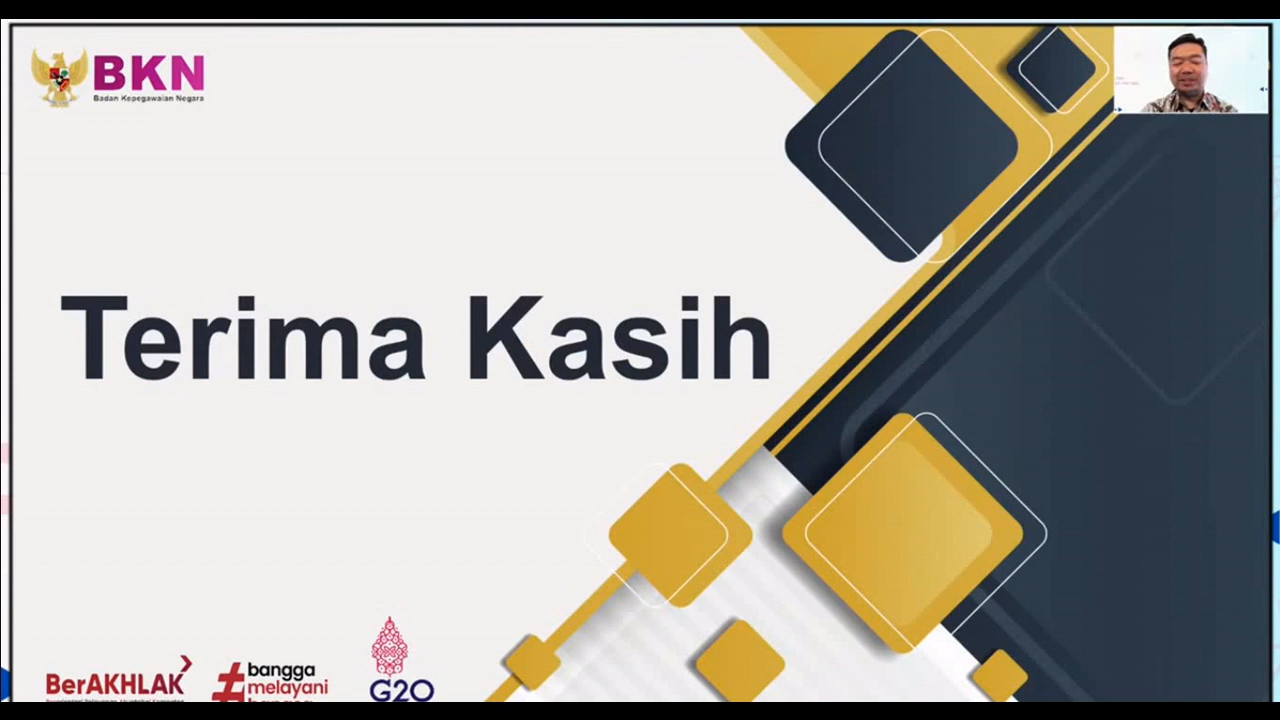 BKN
Badan Kepegawaian Negara
Terima Kasih
BerAKHLAK
#bangga
melayani
G20